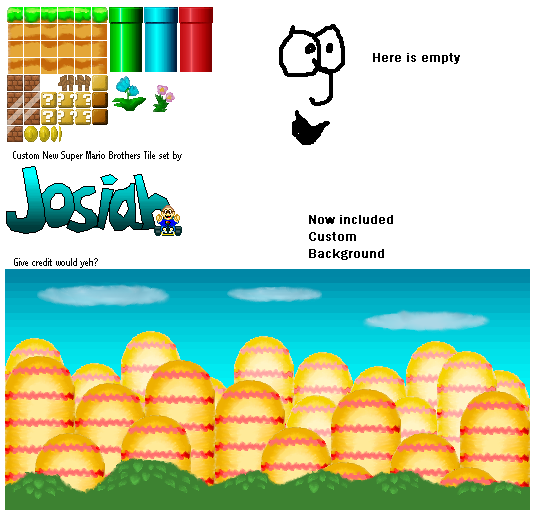 Here is empty
? ? ? ?
? ? ? ?
Custom New Super Mario Brothers Tile set by
Josiah
Now included
Custom
Background
Give credit would yeh?